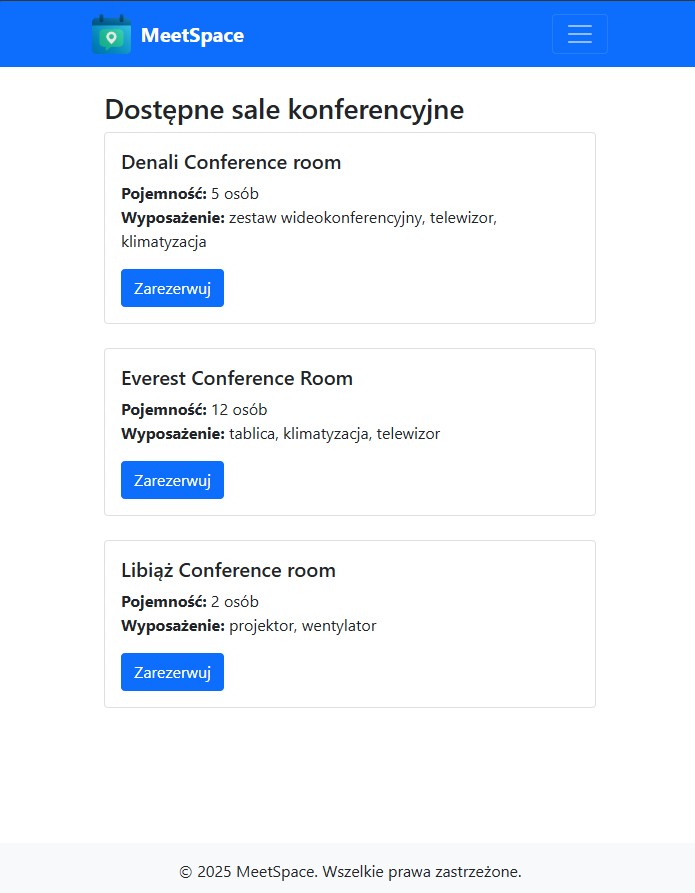 MeetSpace
Dostępne sale konferencyjne
Denali Conference room
Pojemność: 5 osób
Wyposażenie: zestaw wideokonferencyjny, telewizor,
klimatyzacja
Zarezerwuj
Everest Conference Room
Pojemność: 12 osób
Wyposażenie: tablica, klimatyzacja, telewizor
Zarezerwuj
Libiąż Conference room
Pojemność: 2 osób
Wyposażenie: projektor, wentylator
Zarezerwuj
© 2025 MeetSpace. Wszelkie prawa zastrzeżone.